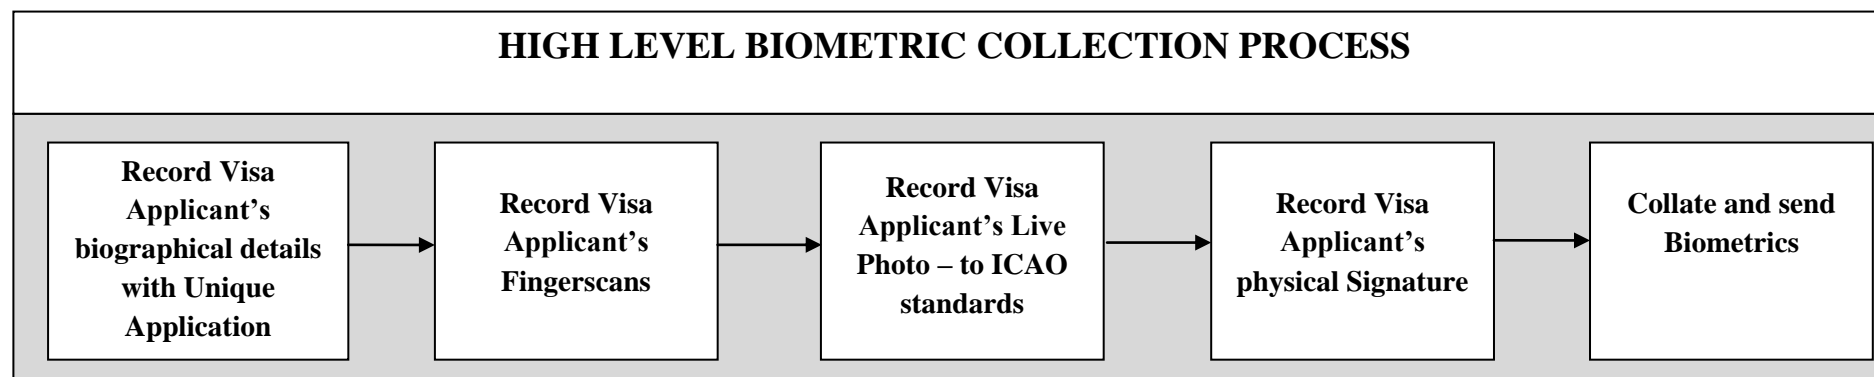 HIGH LEVEL BIOMETRIC COLLECTION PROCESS
Record Visa
Applicant’s
biographical details
with Unique
Application
Record Visa
Applicant’s
Fingerscans
Record Visa
Applicant’s Live
Photo – to ICAO
standards
Record Visa
Applicant’s
physical Signature
Collate and send
Biometrics